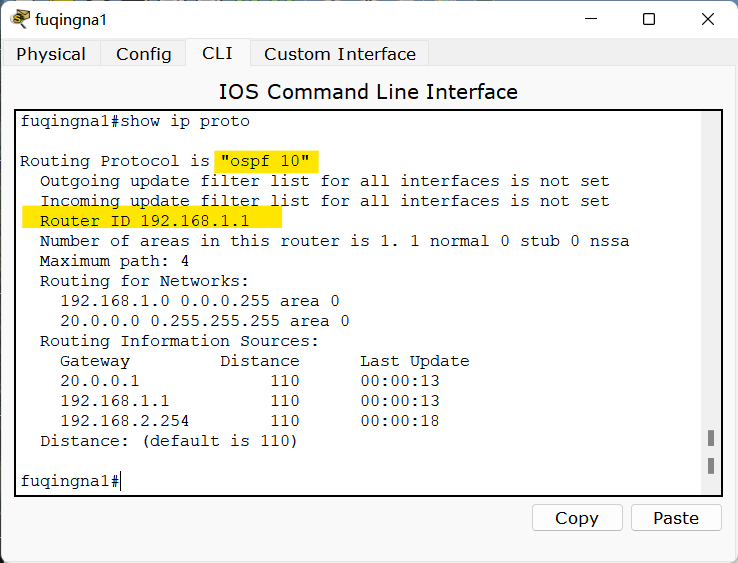 fuqingna1
Physical Config CLI Custom Interface
IOS Command Line Interface
fuqingna1#show ip proto
Routing Protocol is "ospf 10"
Outgoing update filter list for all interfaces is not set
Incoming update filter list for all interfaces is not set
Router ID 192.168.1.1
Number of areas in this router is 1. 1 normal 0 stub 0 nssa
Maximum path: 4
Routing for Networks:
192.168.1.0 0.0.0.255 area 0
20.0.0.0 0.255.255.255 area 0
Routing Information Sources:
Gateway Distance Last Update
20.0.0.1 110 00:00:13
192.168.1.1 110 00:00:13
192.168.2.254 110 00:00:18
Distance: (default is 110)
fuqingna1#
Copy Paste